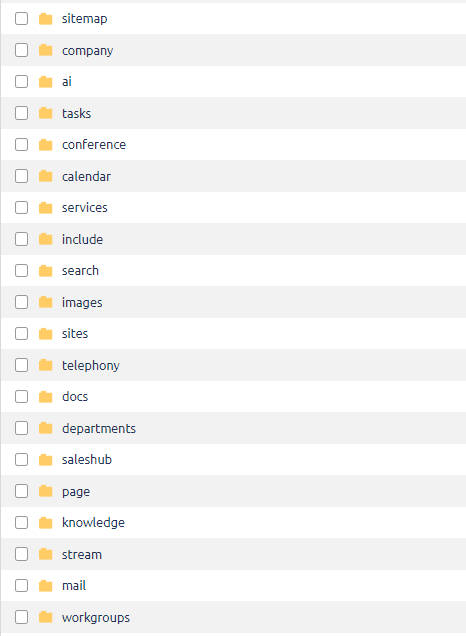 sitemap
company
ai
tasks
conference
calendar
services
include
search
images
sites
telephony
docs
departments
saleshub
page
knowledge
stream
mail
workgroups